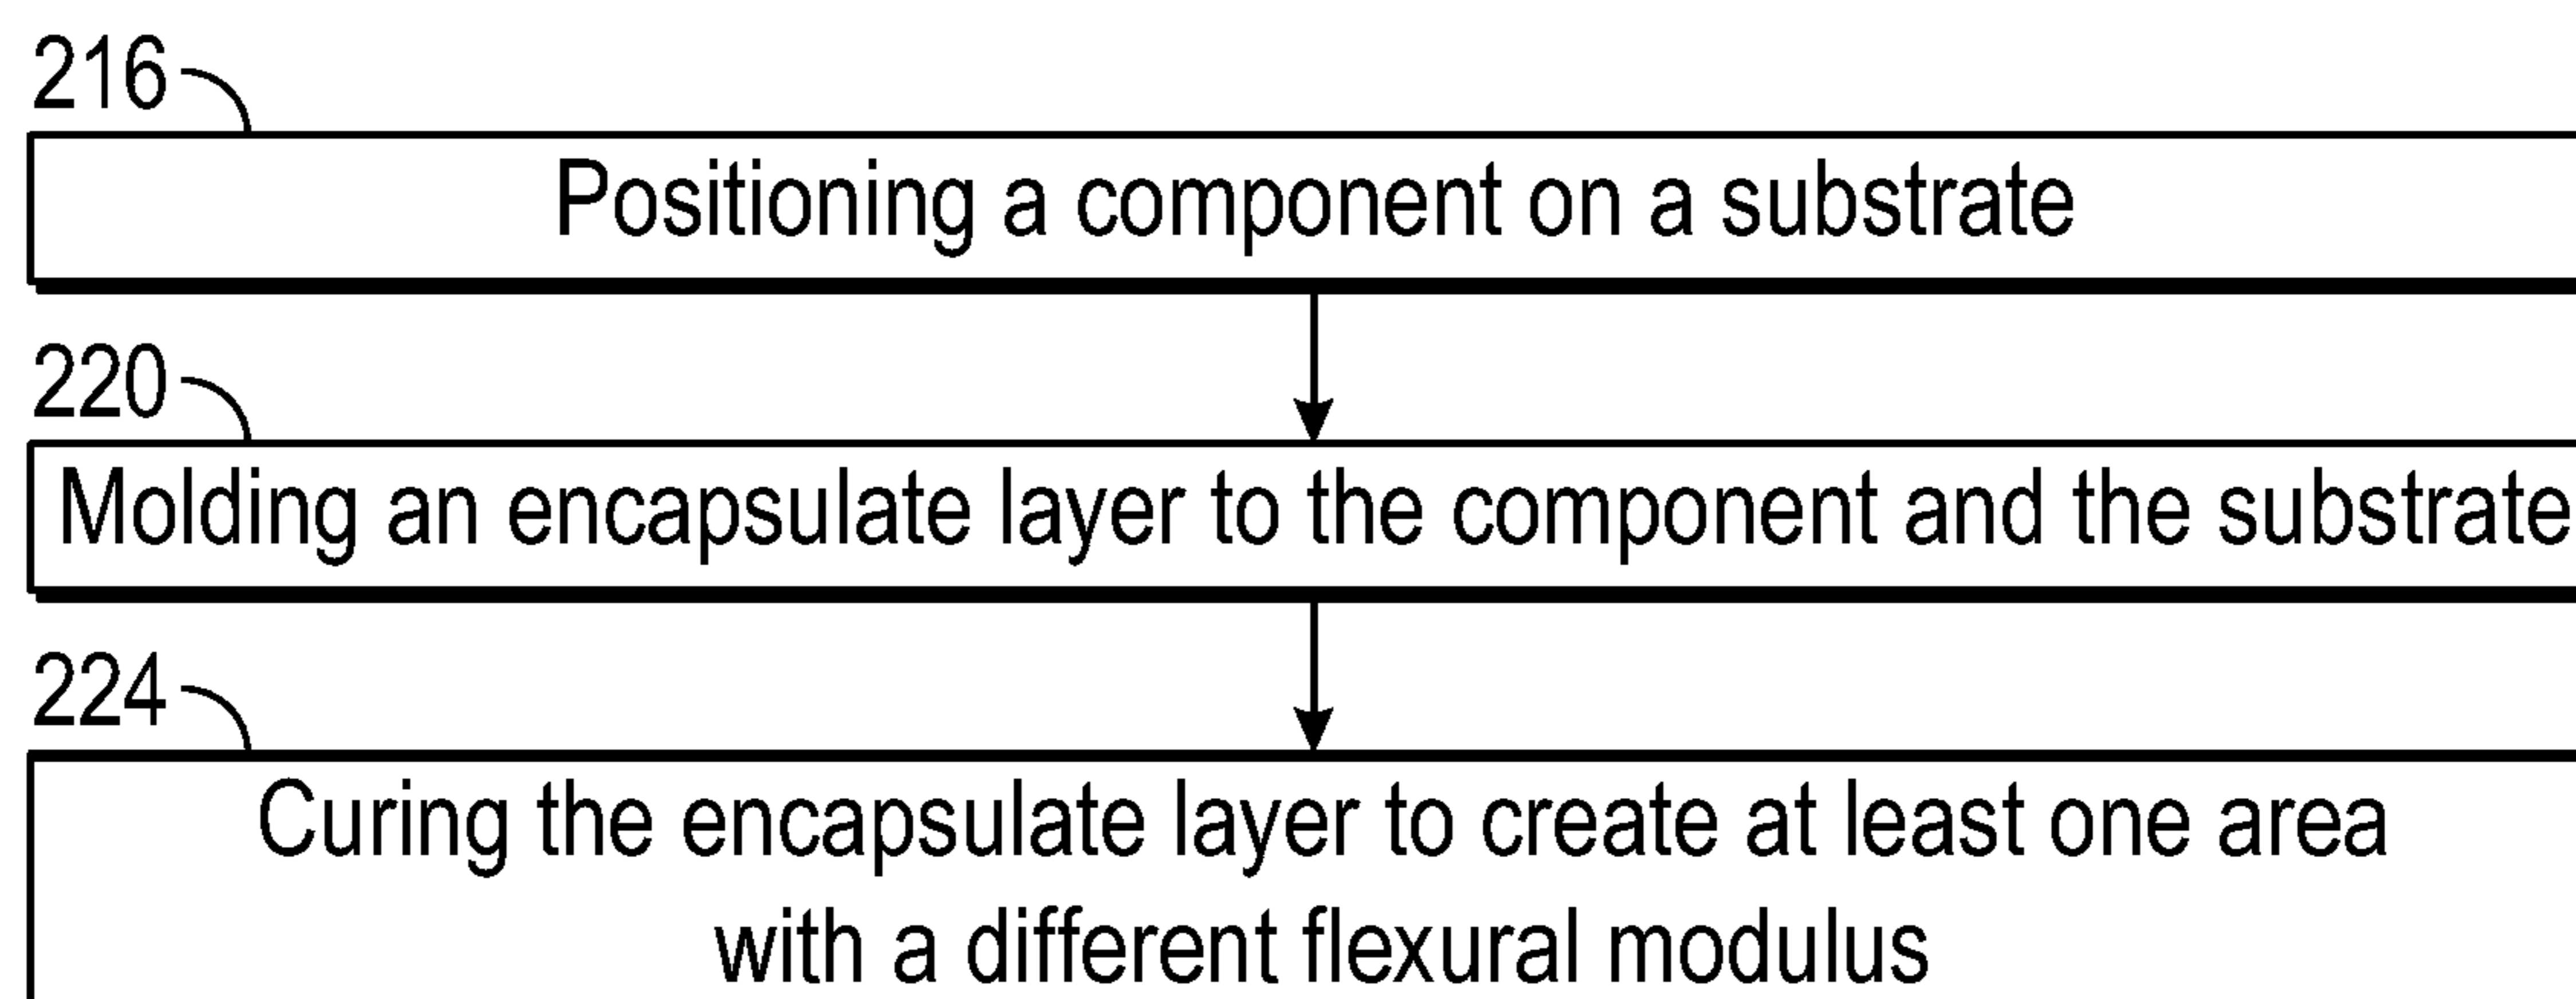 216
Positioning a component on a substrate
220
Molding an encapsulate layer to the component and the substrate
224
Curing the encapsulate layer to create at least one area
with a different flexural modulus